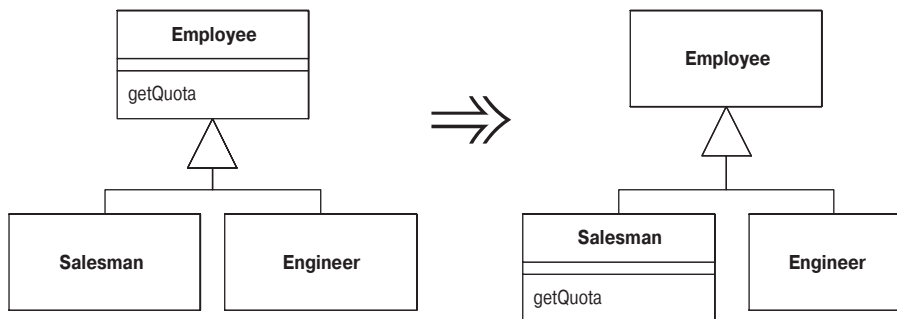 Employee
getQuota
Salesman
Engineer
Employee
Salesman
getQuota
Engineer